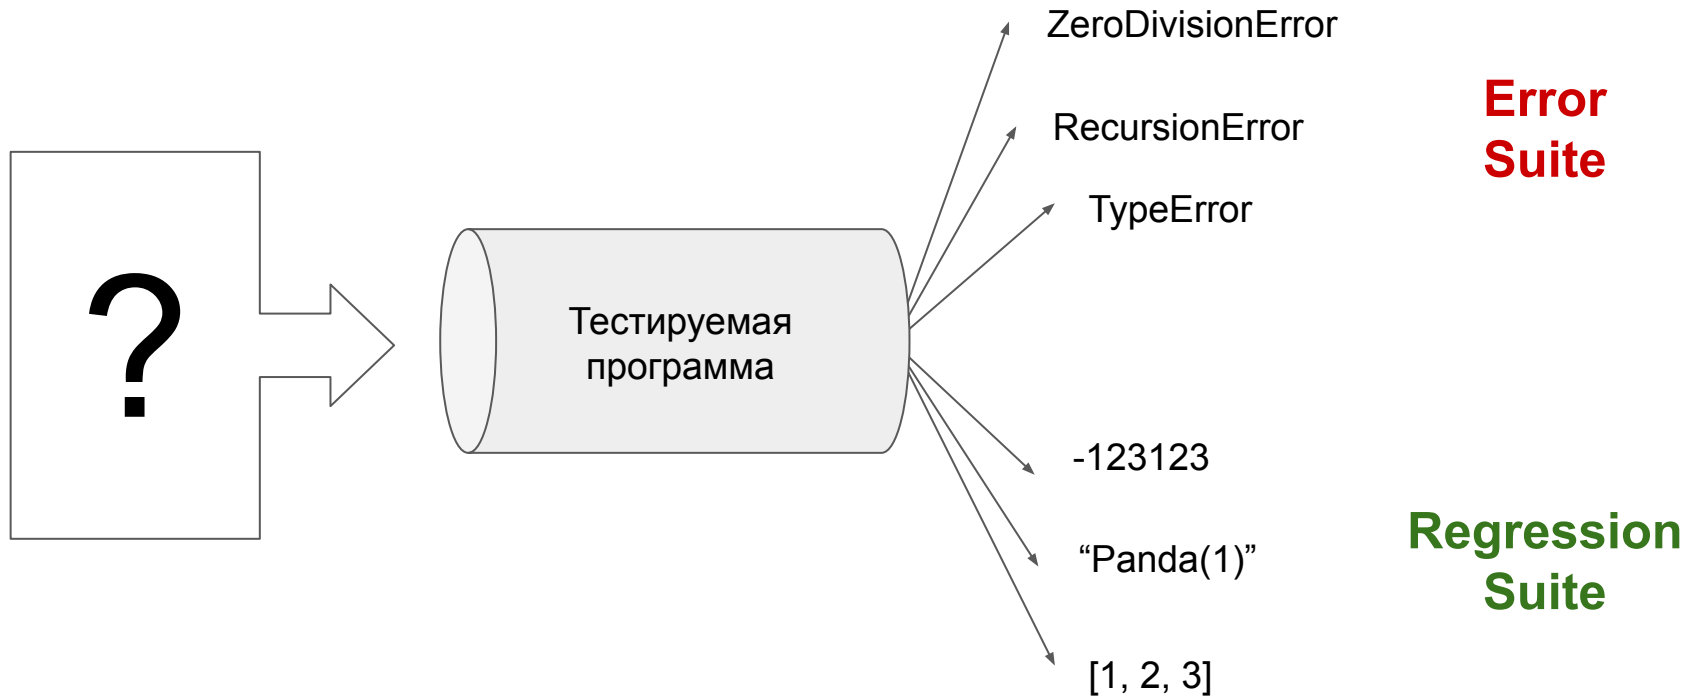 ZeroDivisionError
RecursionError
TypeError
Error
Suite
?
Тестируемая
программа
-123123
“Panda(1)”
[1, 2, 3]
Regression
Suite